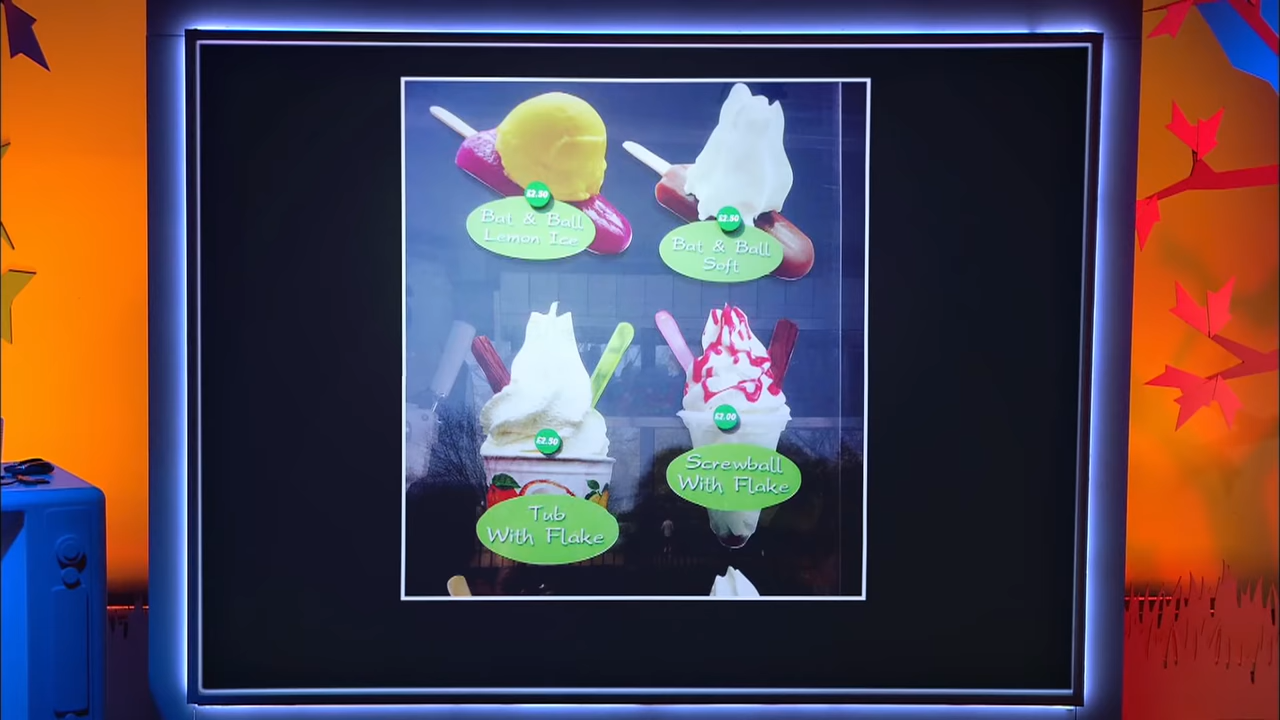 £2.50
Bat & Ball
Lemon Ice
£2.50
Bat & Ball
Soft
£2.50
Tub
With Flake
£2.00
Screwball
With Flake